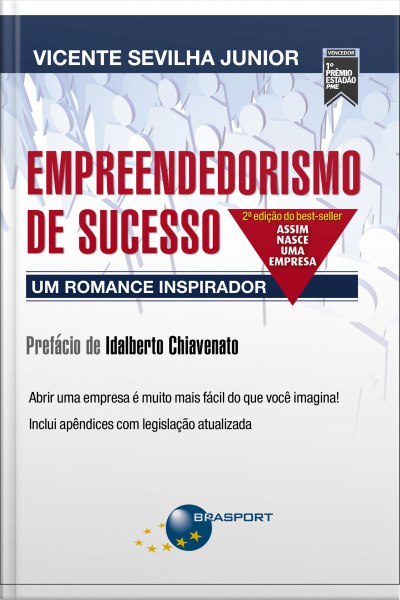 VICENTE SEVILHA JUNIOR
VENCEDOR
1º
PRÊMIO
ESTADÃO
PME
EMPREENDEDORISMO
DE SUCESSO
2ª edição do best-seller
ASSIM
NASCE
UMA
EMPRESA
UM ROMANCE INSPIRADOR
Prefácio de Idalberto Chiavenato
Abrir uma empresa é muito mais fácil do que você imagina!
Inclui apêndices com legislação atualizada
BRASPORT